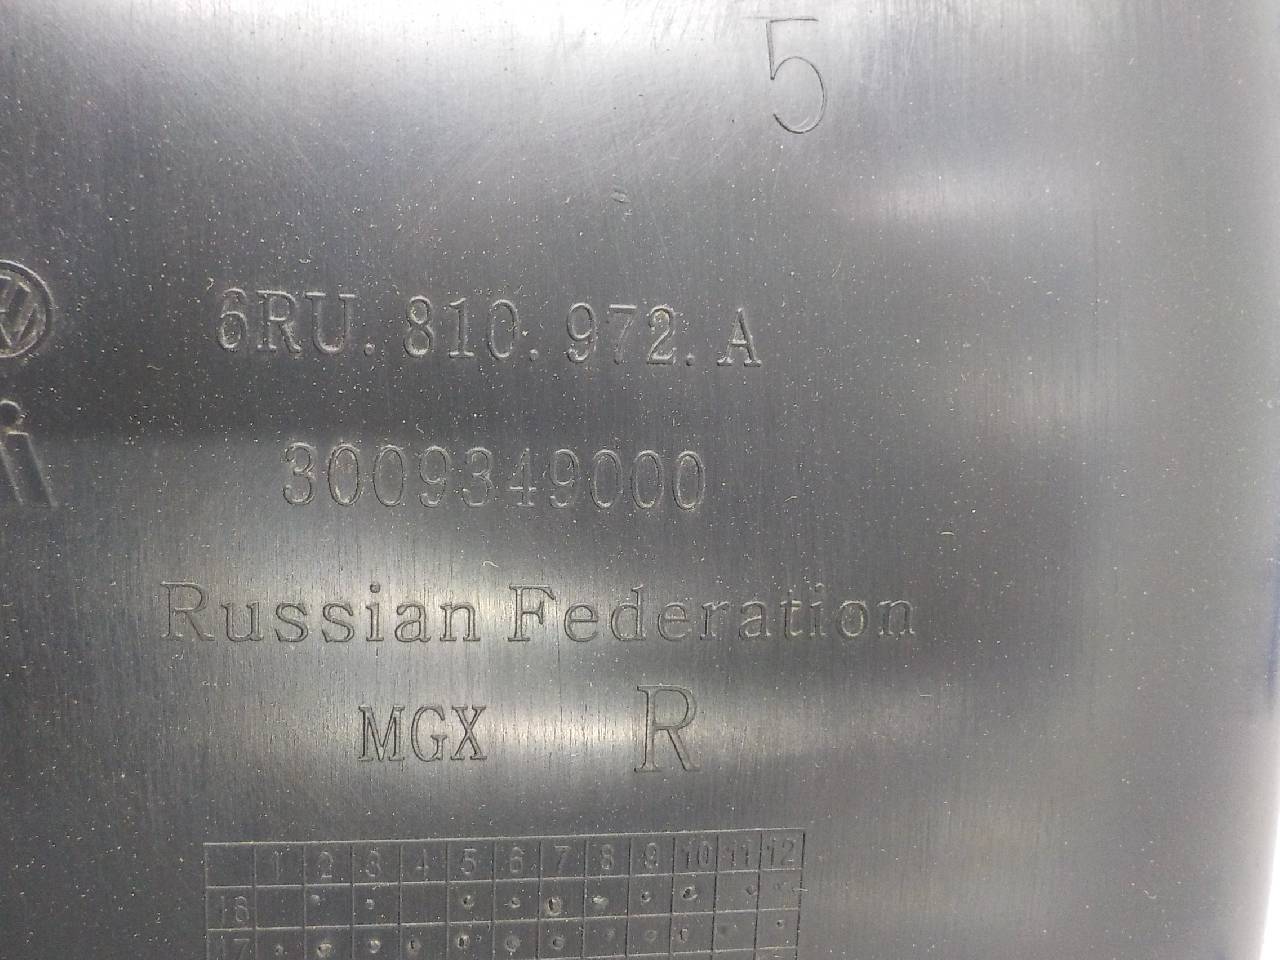 5
6RU.810.972.A
3009349000
Russian Federation
MGX R
1 2 3 4 5 6 7 8 9 10 11 12
16
17